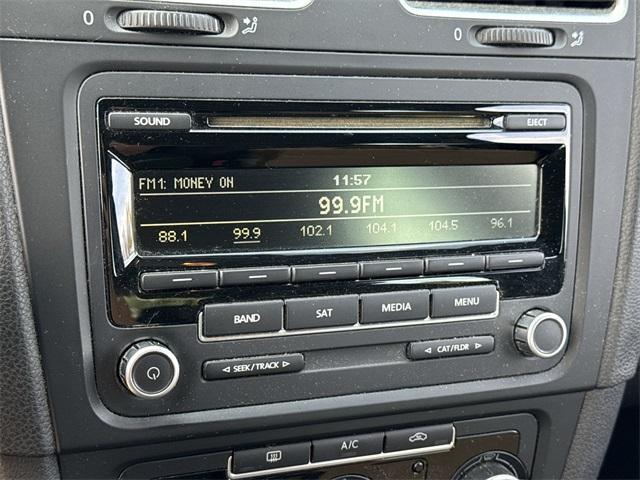 0 0
SOUND EJECT
FM1: MONEY ON 11:57
99.9FM
88.1 99.9 102.1 104.1 104.5 96.1
BAND SAT MEDIA MENU
◁ SEEK/TRACK ▷ ◁ CAT/FLDR ▷
A/C